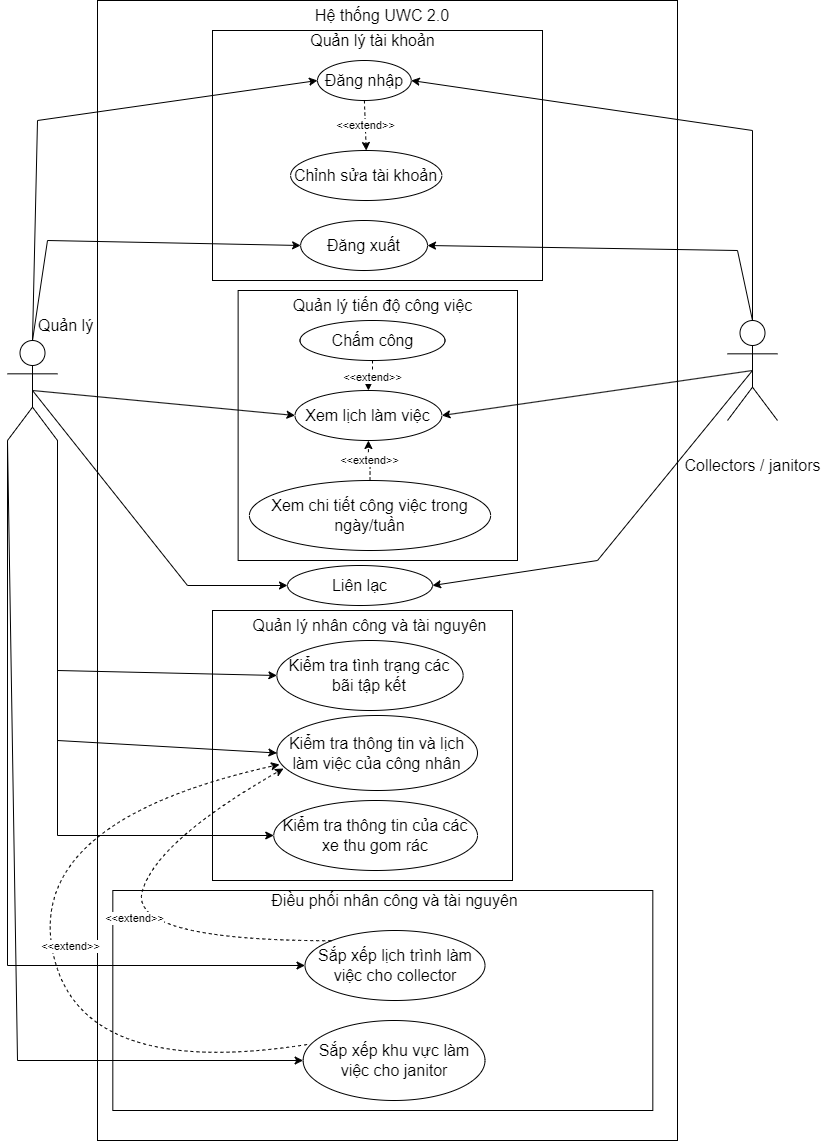 Hệ thống UWC 2.0
Quản lý tài khoản
Đăng nhập
<<extend>>
Chỉnh sửa tài khoản
Đăng xuất
Quản lý
Quản lý tiến độ công việc
Chấm công
<<extend>>
Xem lịch làm việc
<<extend>>
Collectors / janitors
Xem chi tiết công việc trong
ngày/tuần
Liên lạc
Quản lý nhân công và tài nguyên
Kiểm tra tình trạng các
bãi tập kết
Kiểm tra thông tin và lịch
làm việc của công nhân
Kiểm tra thông tin của các
xe thu gom rác
Điều phối nhân công và tài nguyên
<<extend>>
<<extend>>
Sắp xếp lịch trình làm
việc cho collector
Sắp xếp khu vực làm
việc cho janitor